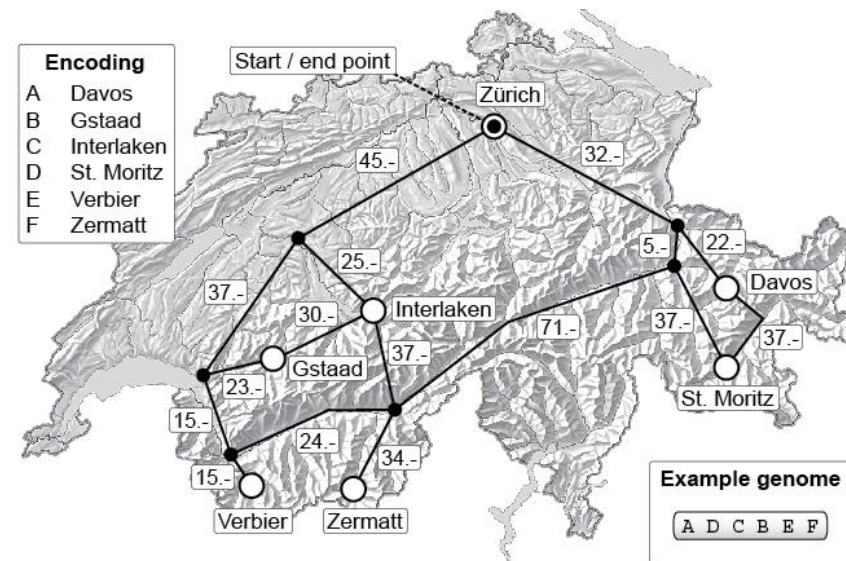 Encoding
A Davos
B Gstaad
C Interlaken
D St. Moritz
E Verbier
F Zermatt
Start / end point
Zürich
45.-
32.-
5.-
22.-
25.-
37.-
Interlaken
Davos
30.-
71.-
37.-
37.-
37.-
Gstaad
23.-
St. Moritz
15.-
24.-
34.-
15.-
Verbier
Zermatt
Example genome
A D C B E F